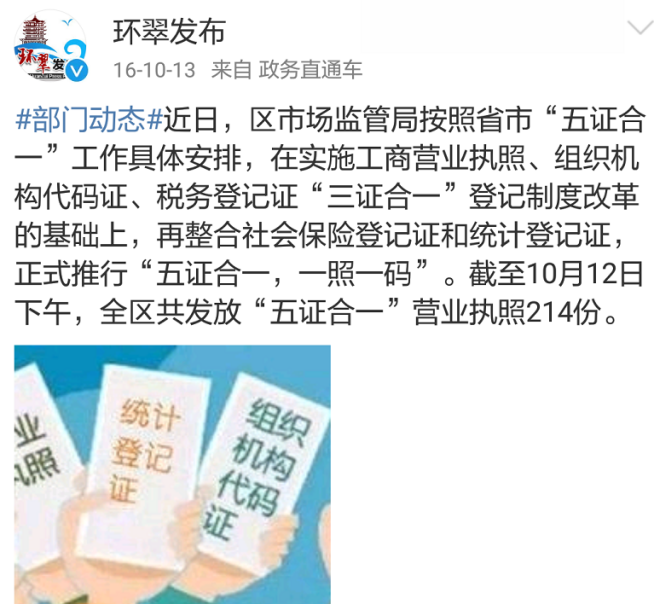 环翠发布
16-10-13 来自 政务直通车
#部门动态#近日，区市场监管局按照省市“五证合
一”工作具体安排，在实施工商营业执照、组织机
构代码证、税务登记证“三证合一”登记制度改革
的基础上，再整合社会保险登记证和统计登记证，
正式推行“五证合一，一照一码”。截至10月12日
下午，全区共发放“五证合一”营业执照214份。
环翠发
业
执照
统计
登记
证
组织
机构
代码
证